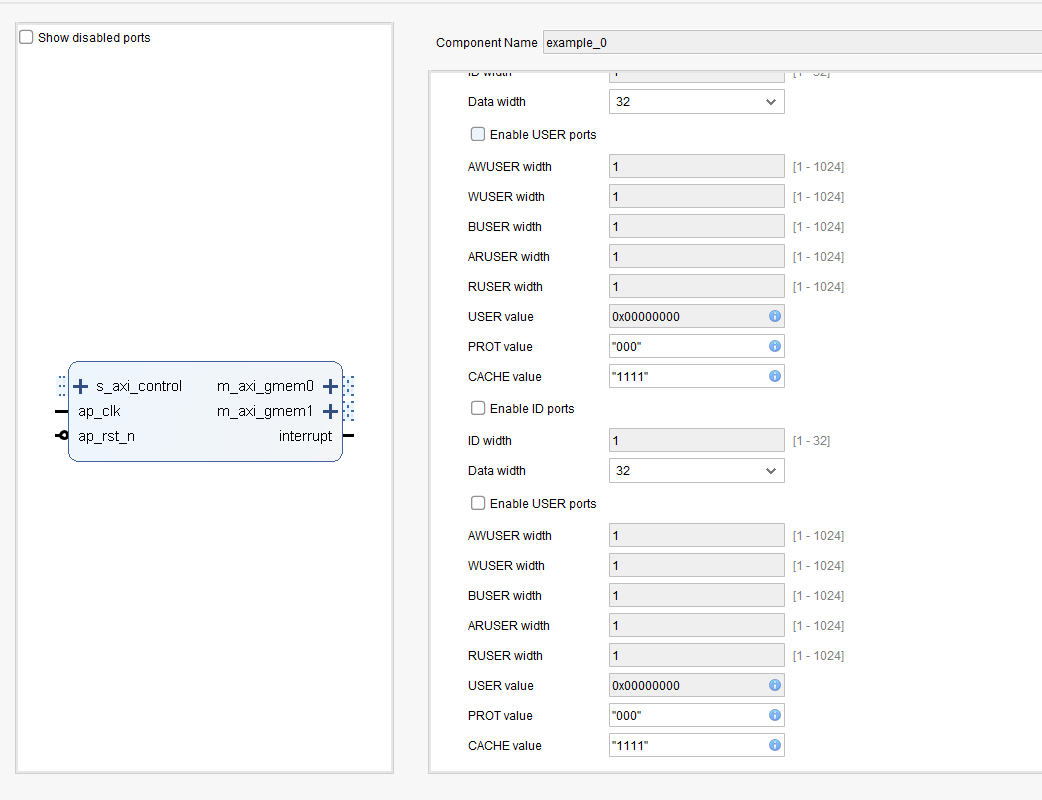 Show disabled ports
s_axi_control
ap_clk
ap_rst_n
m_axi_gmem0
m_axi_gmem1
interrupt
Component Name example_0
ID width 1 [1 - 32]
Data width 32
Enable USER ports
AWUSER width 1 [1 - 1024]
WUSER width 1 [1 - 1024]
BUSER width 1 [1 - 1024]
ARUSER width 1 [1 - 1024]
RUSER width 1 [1 - 1024]
USER value 0x00000000
PROT value "000"
CACHE value "1111"
Enable ID ports
ID width 1 [1 - 32]
Data width 32
Enable USER ports
AWUSER width 1 [1 - 1024]
WUSER width 1 [1 - 1024]
BUSER width 1 [1 - 1024]
ARUSER width 1 [1 - 1024]
RUSER width 1 [1 - 1024]
USER value 0x00000000
PROT value "000"
CACHE value "1111"